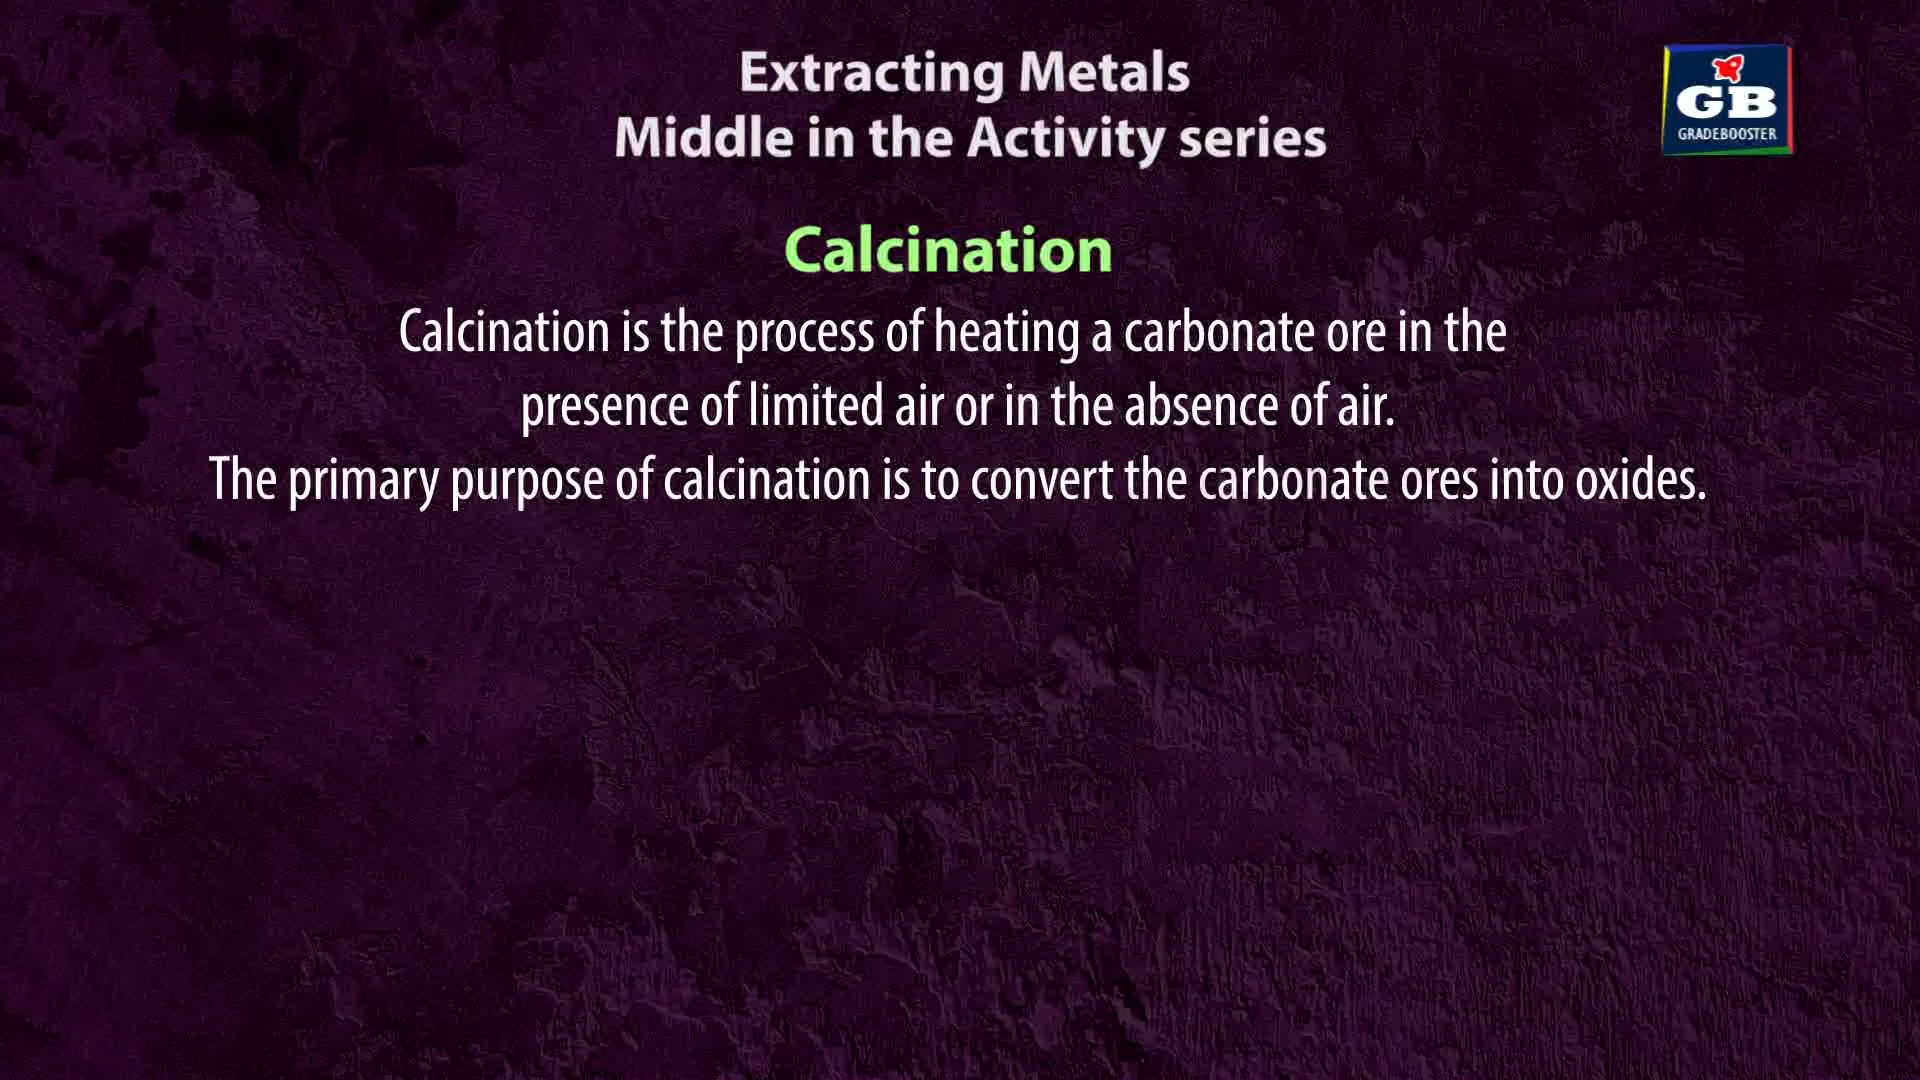 Extracting Metals
Middle in the Activity series
GB
GRADEBOOSTER
Calcination
Calcination is the process of heating a carbonate ore in the
presence of limited air or in the absence of air.
The primary purpose of calcination is to convert the carbonate ores into oxides.